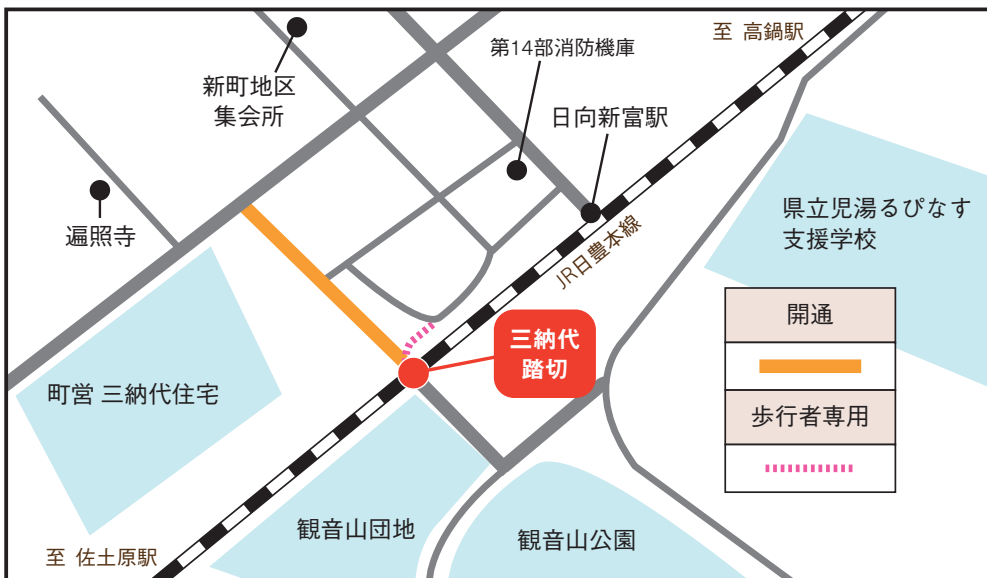 至 高鍋駅
第14部消防機庫
新町地区
集会所
日向新富駅
県立児湯るぴなす
支援学校
遍照寺
JR日豊本線
開通
三納代
踏切
町営 三納代住宅
歩行者専用
観音山団地
観音山公園
至 佐土原駅